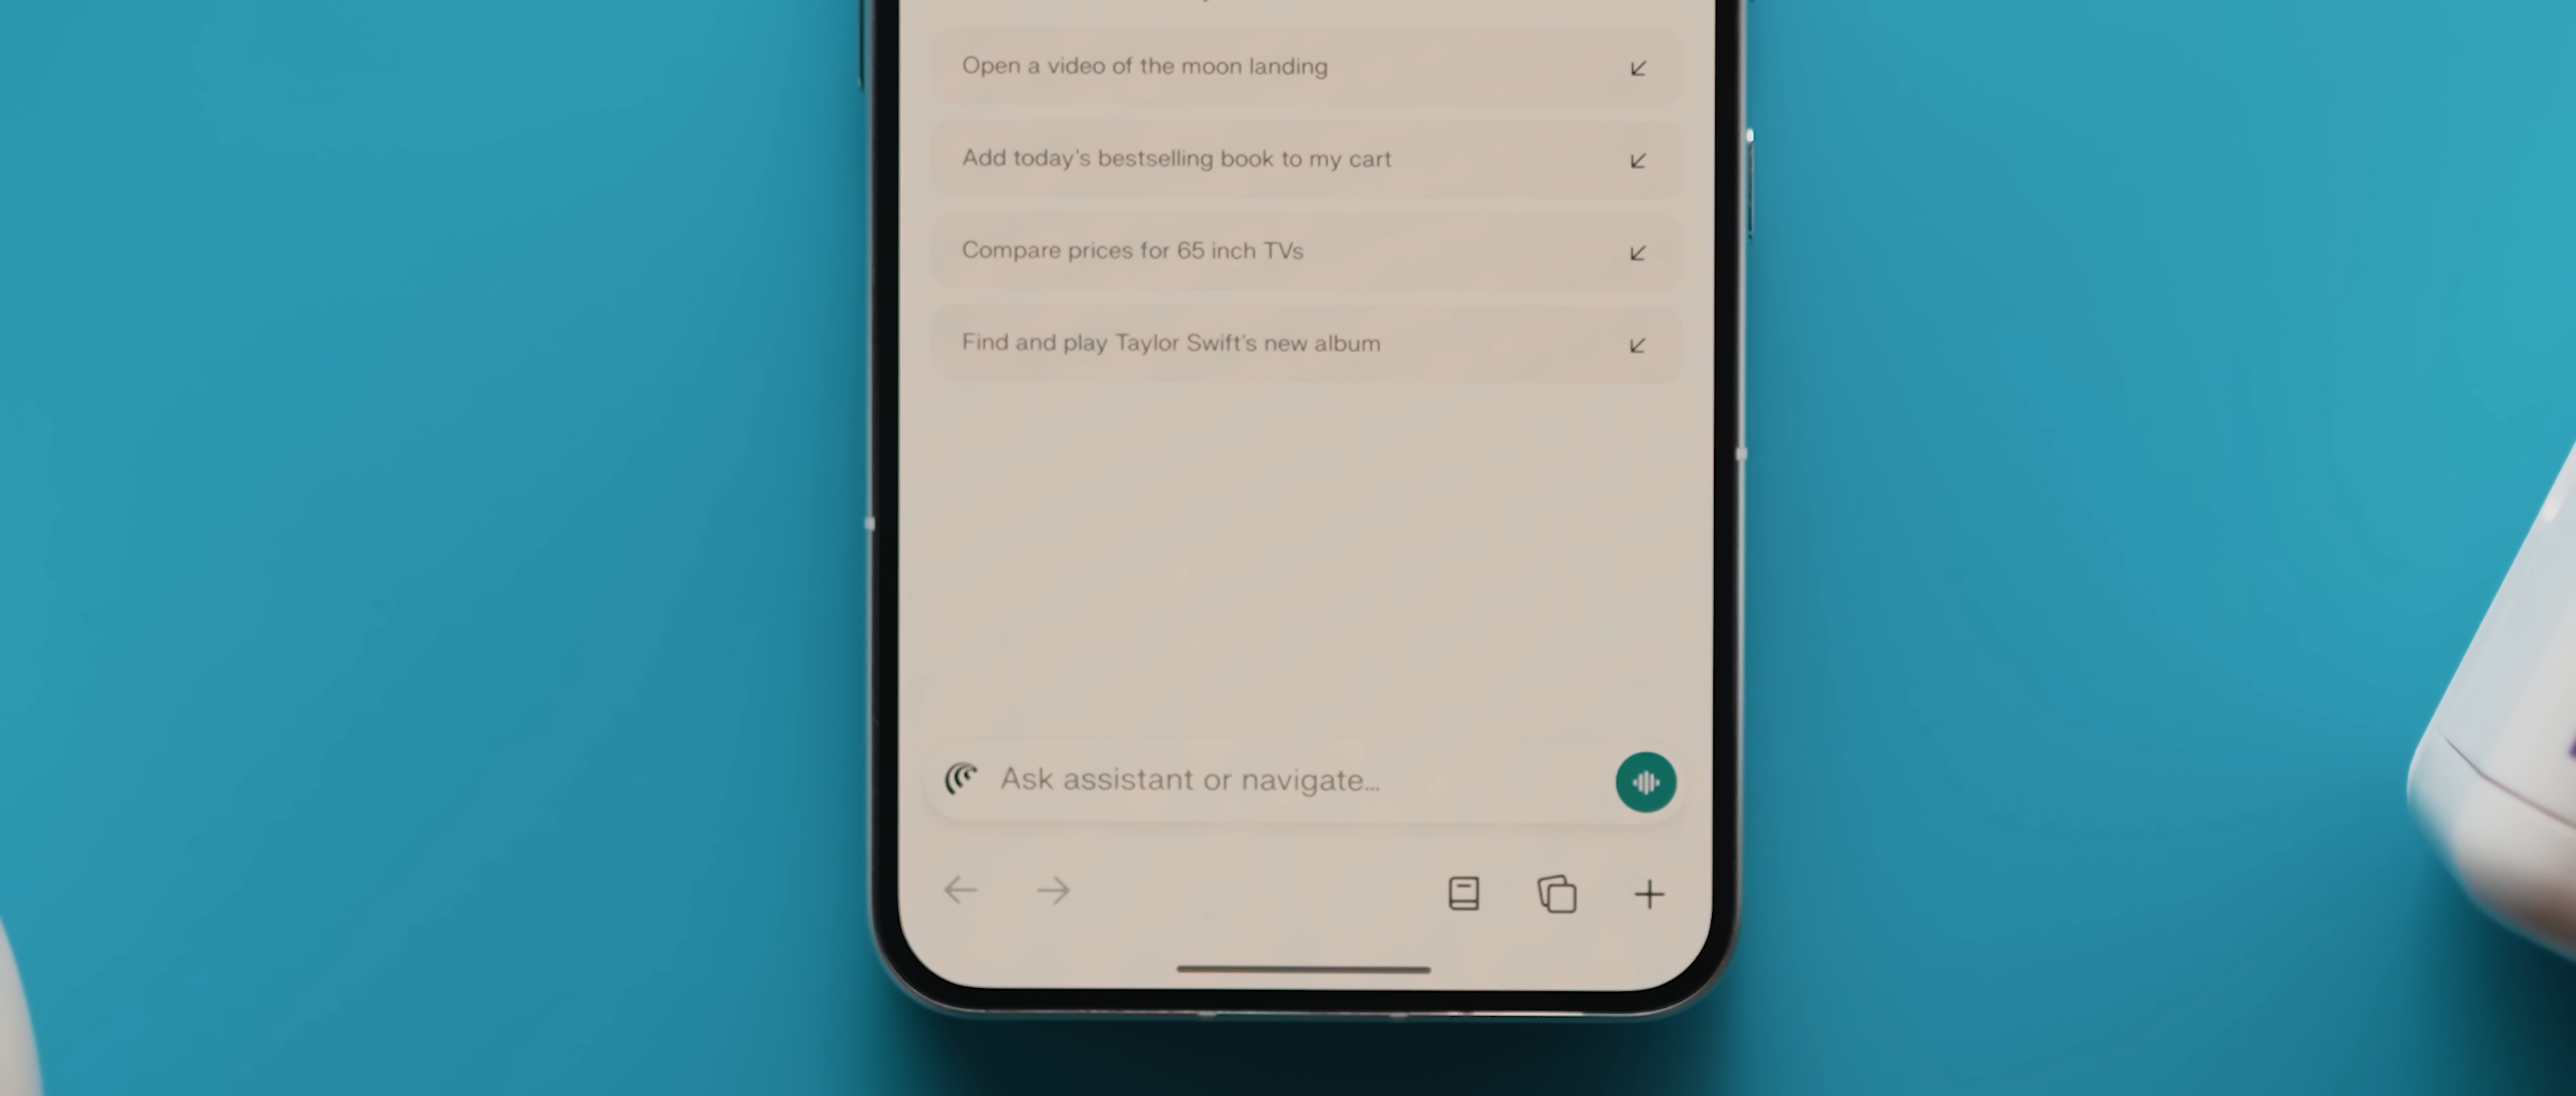 Open a video of the moon landing
Add today's bestselling book to my cart
Compare prices for 65 inch TVs
Find and play Taylor Swift's new album
Ask assistant or navigate...